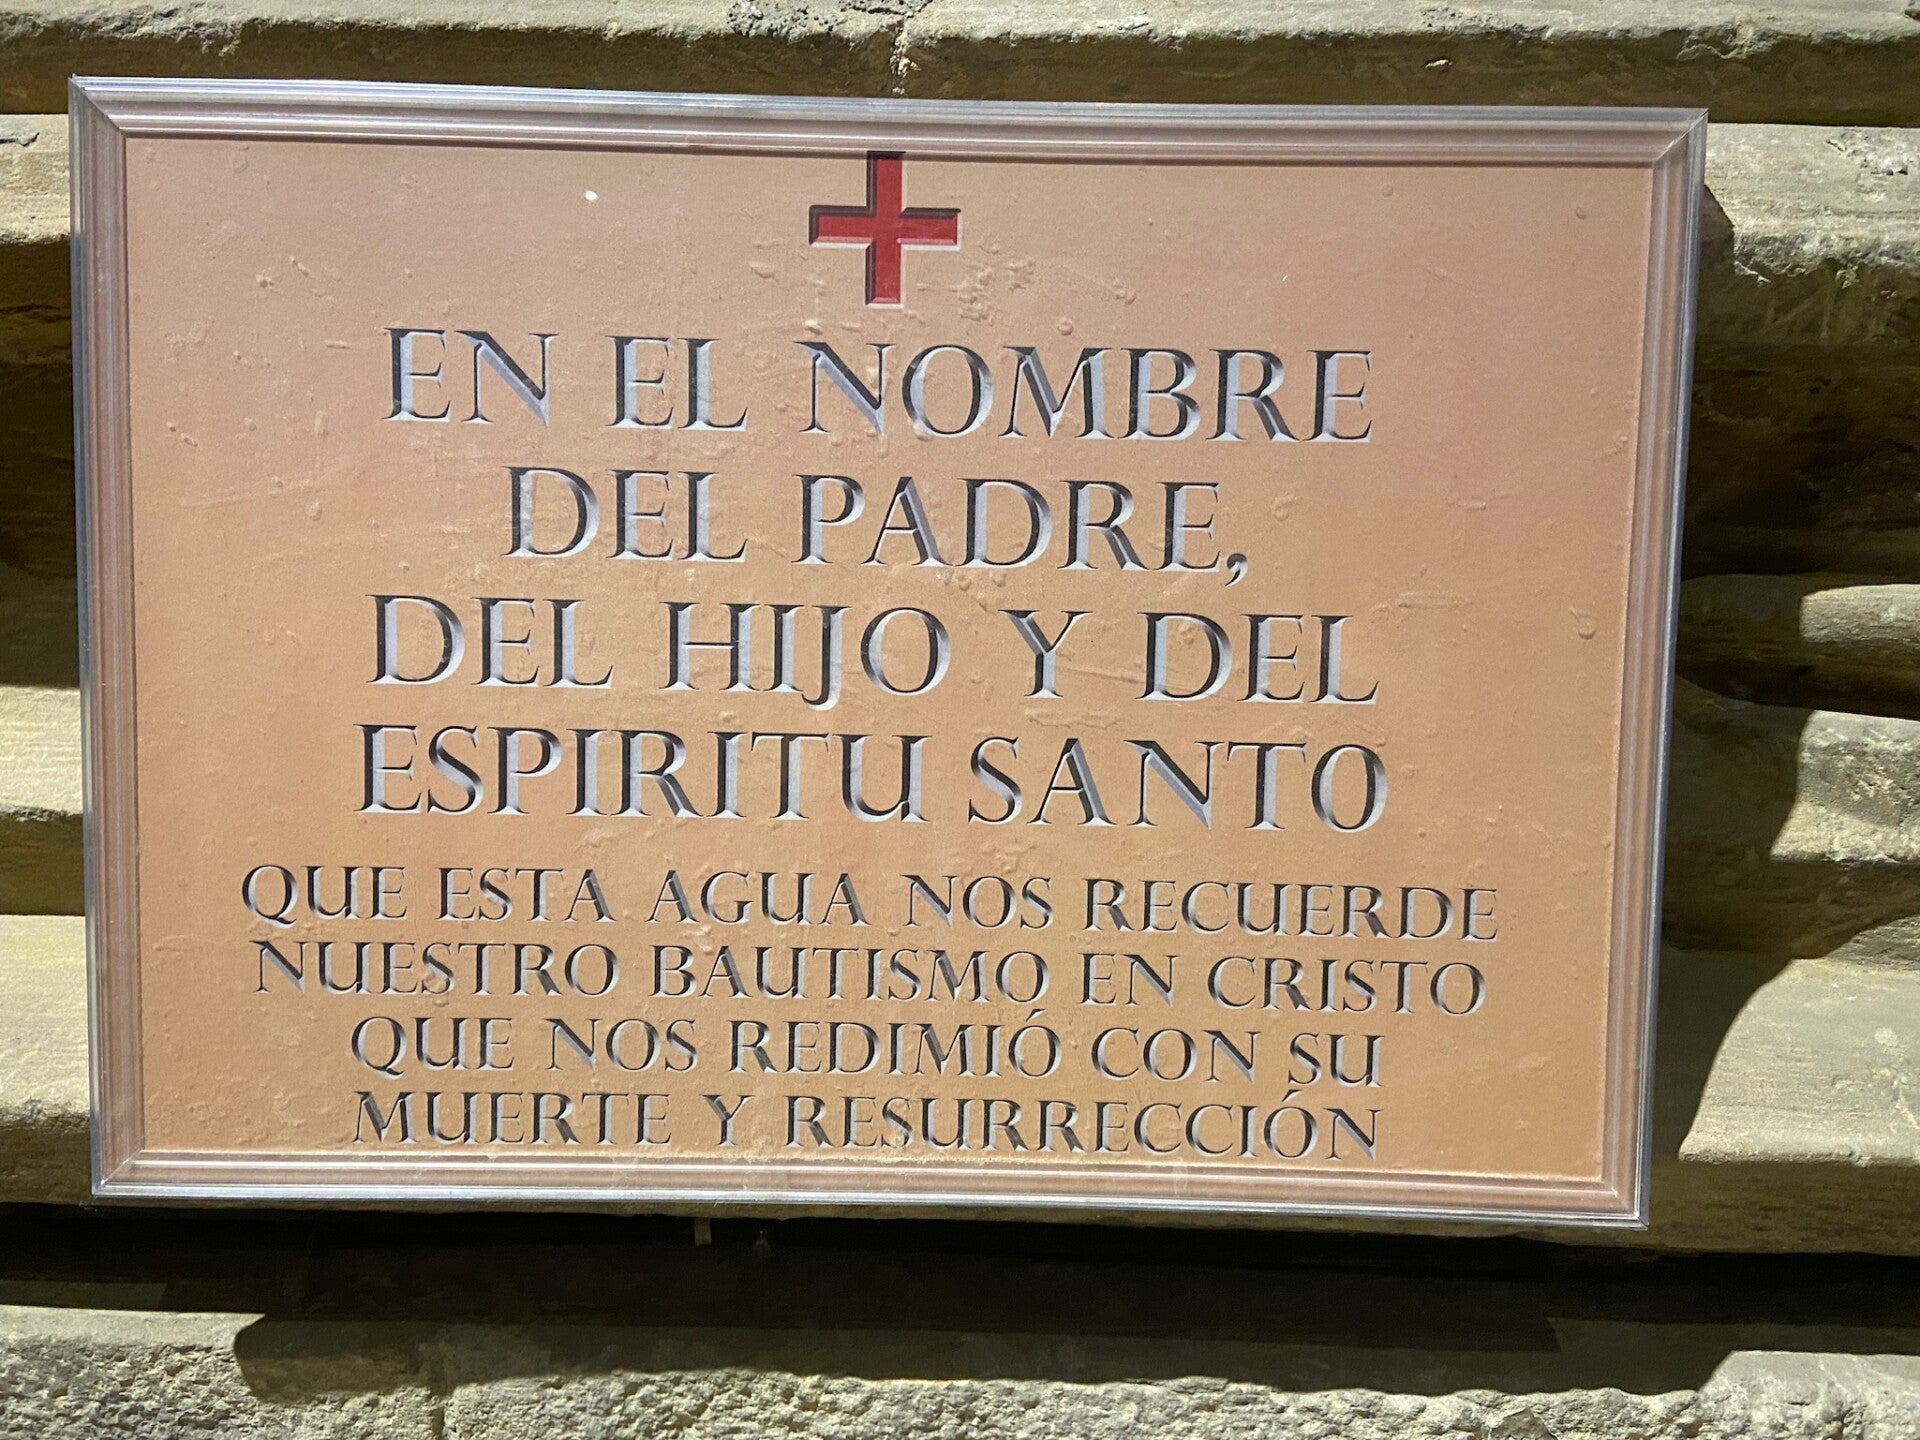 EN EL NOMBRE
DEL PADRE,
DEL HIJO Y DEL
ESPIRITU SANTO
QUE ESTA AGUA NOS RECUERDE
NUESTRO BAUTISMO EN CRISTO
QUE NOS REDIMIÓ CON SU
MUERTE Y RESURRECCIÓN